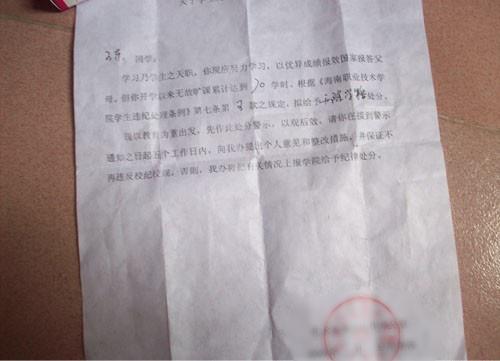 同学：
学习乃学生之天职，你现应努力学习，以优异成绩报效国家报答父
母。但你开学以来无故旷课累计达到 70 学时，根据《海南职业技术学
院学生违纪处理条例》第七条第 3 款之规定，拟给予 处分。
我以教育为重出发，先作此处分警示，以观后效。请你在接到警示
通知之日起五个工作日内，向我办提出个人意见和整改措施，并保证不
再违反校纪校规，否则，我办将把有关情况上报学院给予纪律处分。